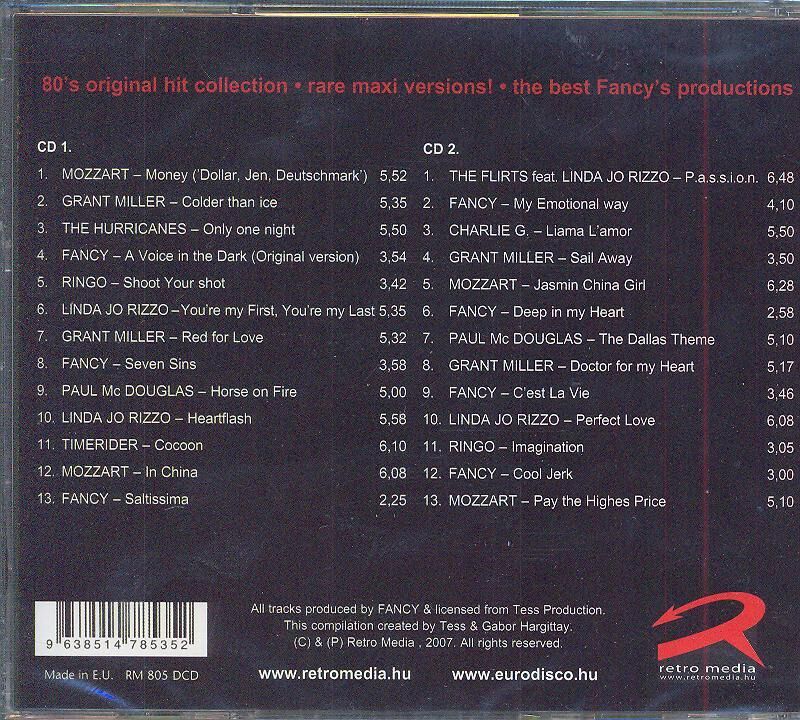 80's original hit collection • rare maxi versions! • the best Fancy's productions
CD 1.
1. MOZZART – Money ('Dollar, Jen, Deutschmark') 5,52
2. GRANT MILLER – Colder than ice 5,35
3. THE HURRICANES – Only one night 5,50
4. FANCY – A Voice in the Dark (Original version) 3,54
5. RINGO – Shoot Your shot 3,42
6. LINDA JO RIZZO – You're my First, You're my Last 5,35
7. GRANT MILLER – Red for Love 5,32
8. FANCY – Seven Sins 3,58
9. PAUL Mc DOUGLAS – Horse on Fire 5,00
10. LINDA JO RIZZO – Heartflash 5,58
11. TIMERIDER – Cocoon 6,10
12. MOZZART – In China 6,08
13. FANCY – Saltissima 2,25
CD 2.
1. THE FLIRTS feat. LINDA JO RIZZO – P.a.s.s.i.o.n. 6,48
2. FANCY – My Emotional way 4,10
3. CHARLIE G. – Liama L'amor 5,50
4. GRANT MILLER – Sail Away 3,50
5. MOZZART – Jasmin China Girl 6,28
6. FANCY – Deep in my Heart 2,58
7. PAUL Mc DOUGLAS – The Dallas Theme 5,10
8. GRANT MILLER – Doctor for my Heart 5,17
9. FANCY – C'est La Vie 3,46
10. LINDA JO RIZZO – Perfect Love 6,08
11. RINGO – Imagination 3,05
12. FANCY – Cool Jerk 3,00
13. MOZZART – Pay the Highes Price 5,10
9 638514 785352
Made in E.U. RM 805 DCD
All tracks produced by FANCY & licensed from Tess Production.
This compilation created by Tess & Gabor Hargittay.
(C) & (P) Retro Media , 2007. All rights reserved.
www.retromedia.hu www.eurodisco.hu
retro media
www.retromedia.hu